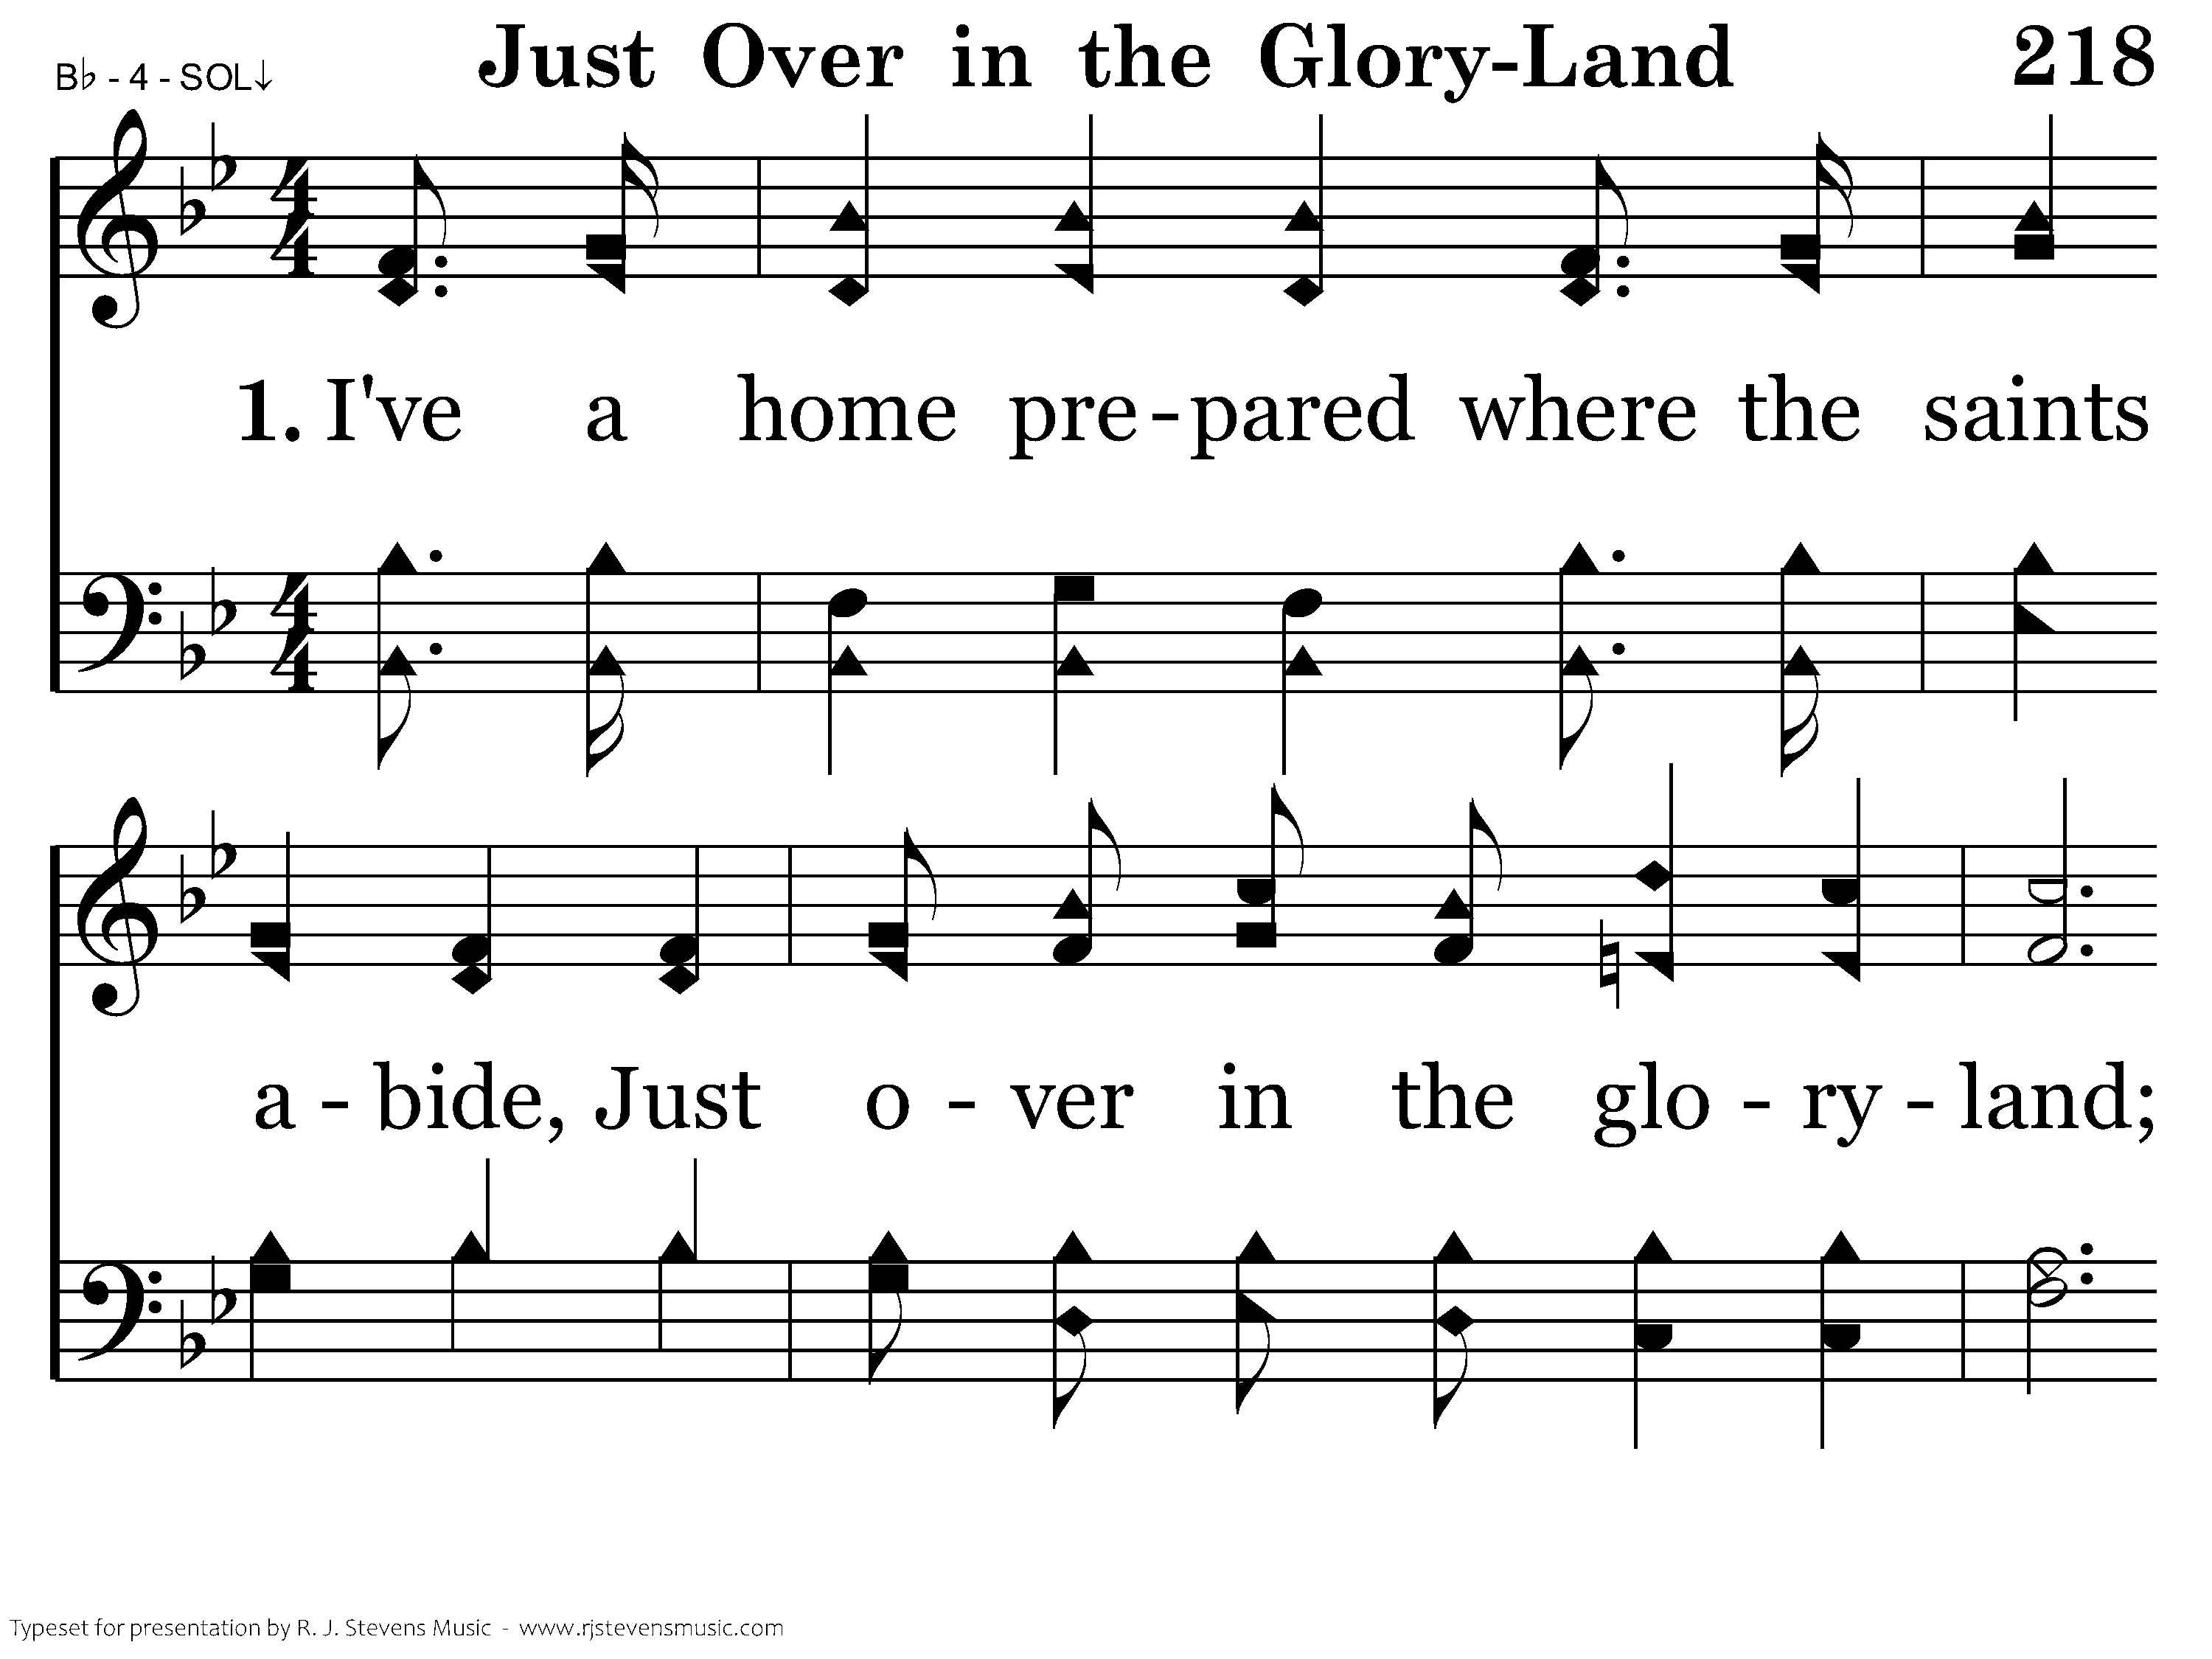 B♭ - 4 - SOL↓ Just Over in the Glory-Land 218
1. I've a home pre - pared where the saints
a - bide, Just o - ver in the glo - ry - land;
Typeset for presentation by R. J. Stevens Music - www.rjstevensmusic.com